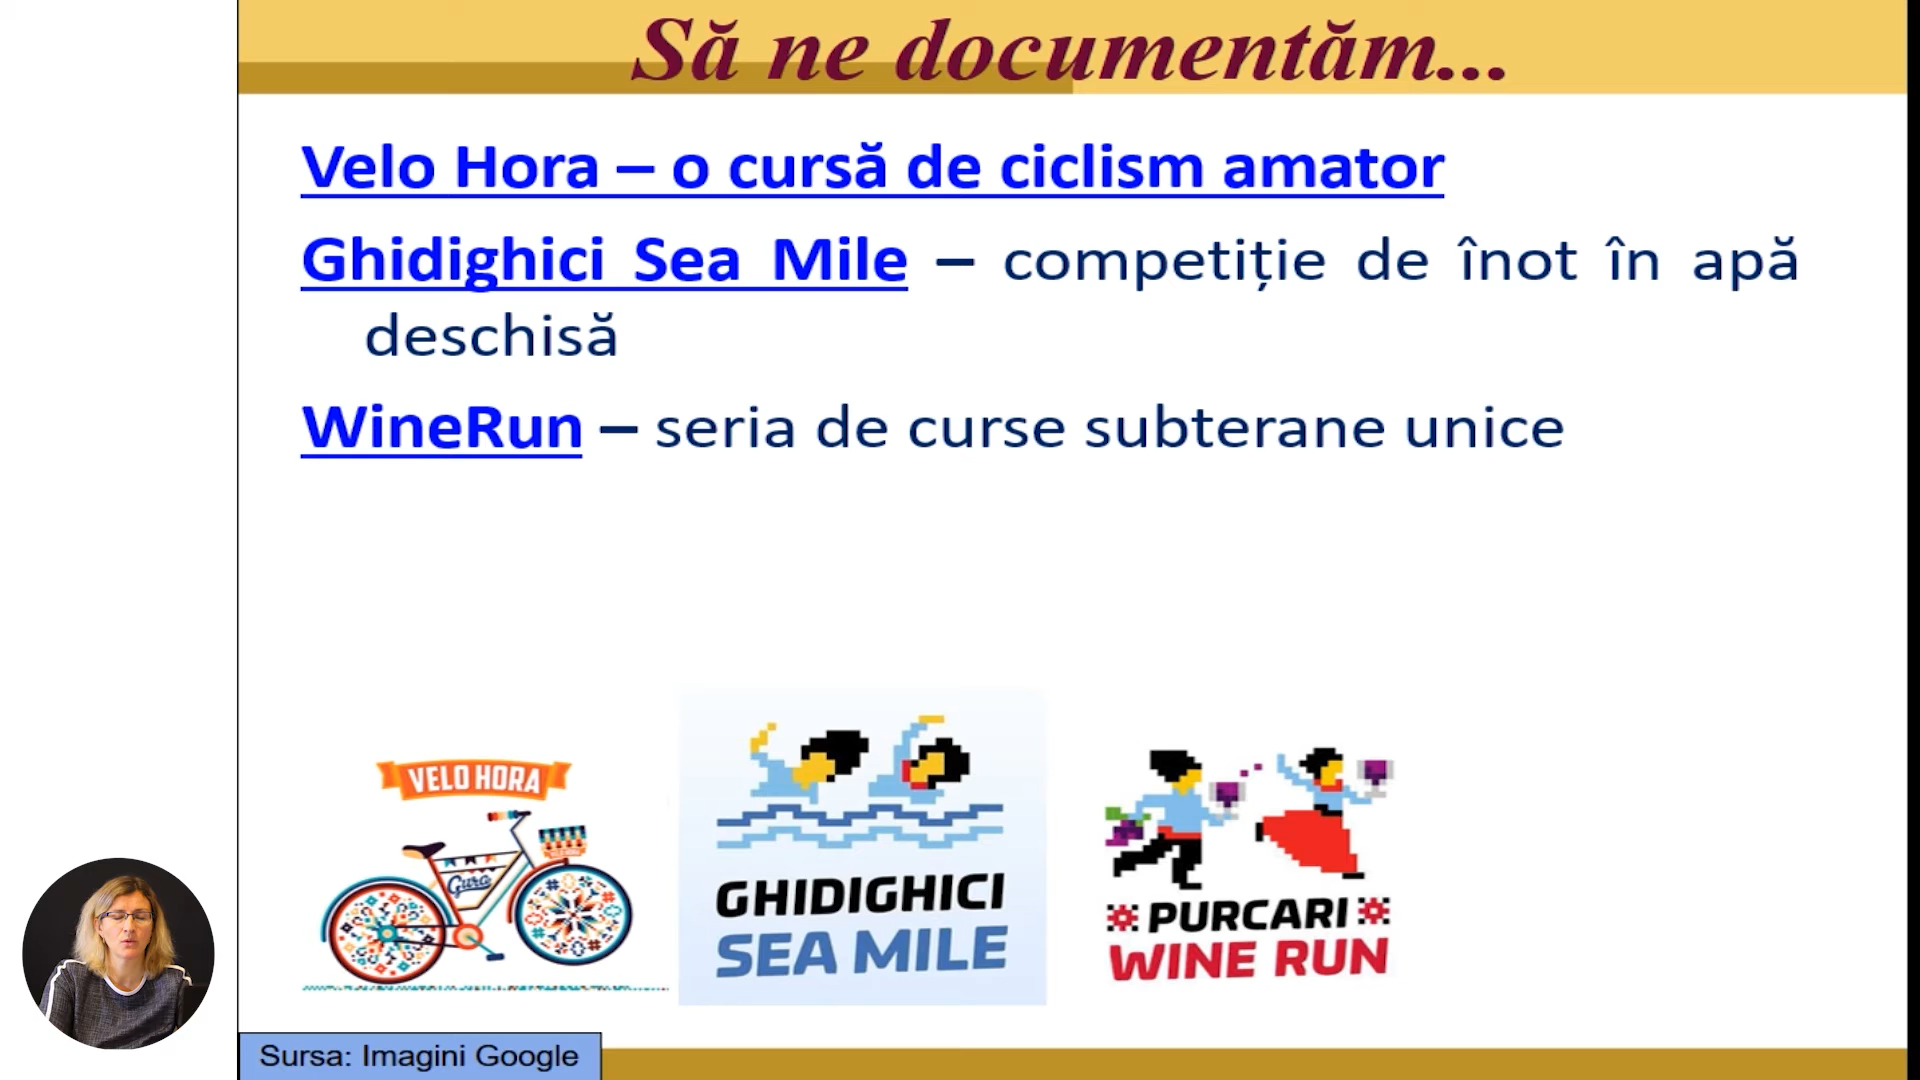 Să ne documentăm...
Velo Hora – o cursă de ciclism amator
Ghidighici Sea Mile – competiție de înot în apă
deschisă
WineRun – seria de curse subterane unice
VELO HORA
Gura
GHIDIGHICI
SEA MILE
PURCARI
WINE RUN
Sursa: Imagini Google